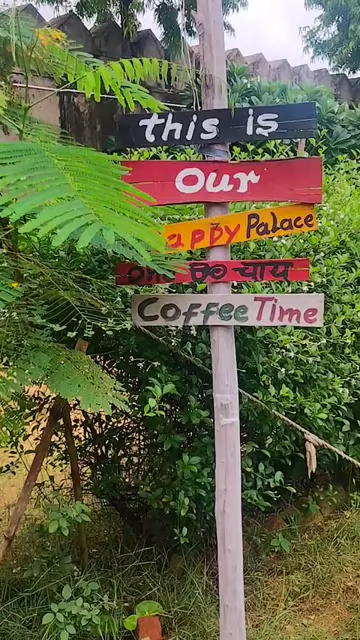 this is
Our
appy Palace
चाय
Coffee Time